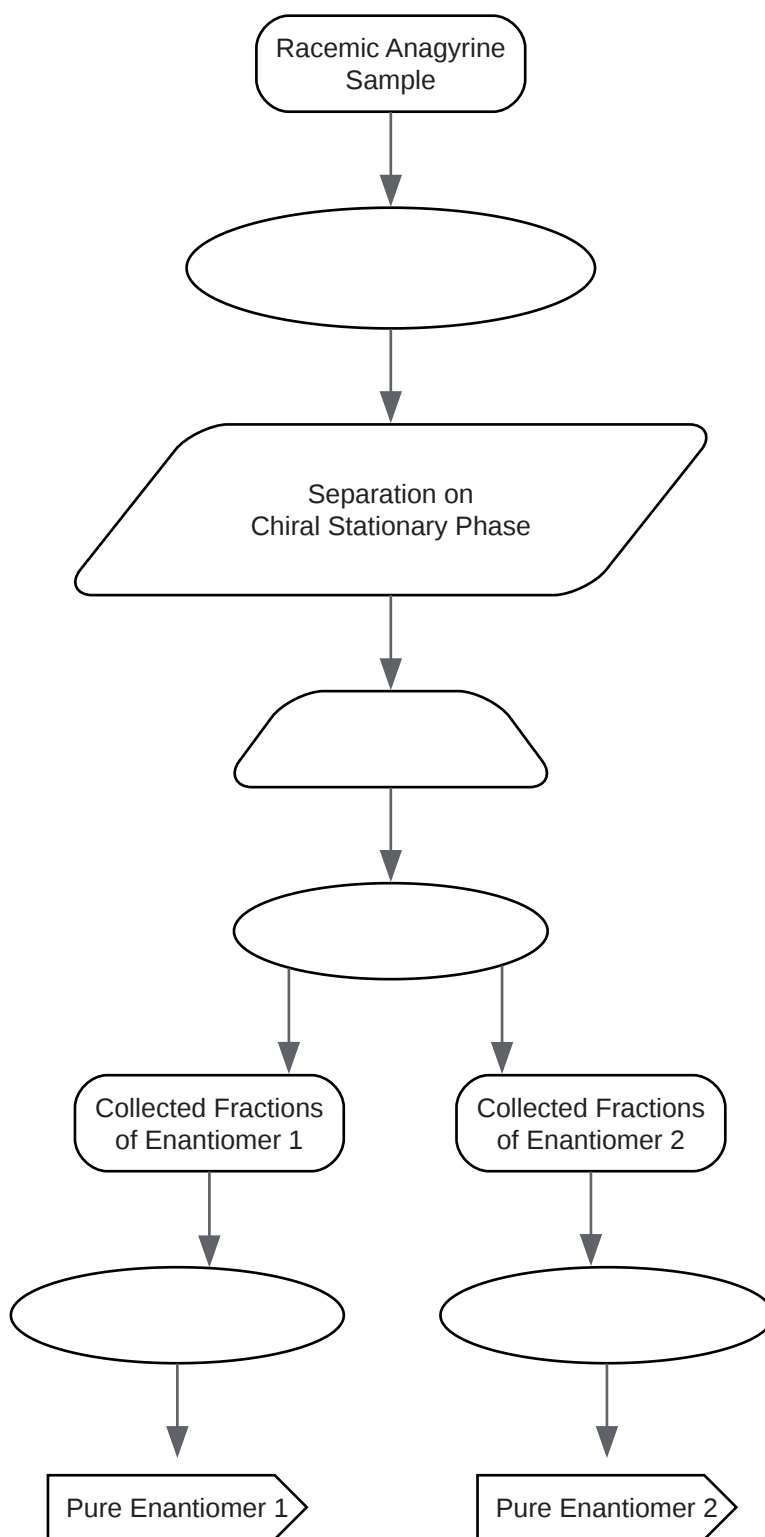 Racemic Anagyrine
Sample
Separation on
Chiral Stationary Phase
Collected Fractions
of Enantiomer 1
Collected Fractions
of Enantiomer 2
Pure Enantiomer 1
Pure Enantiomer 2